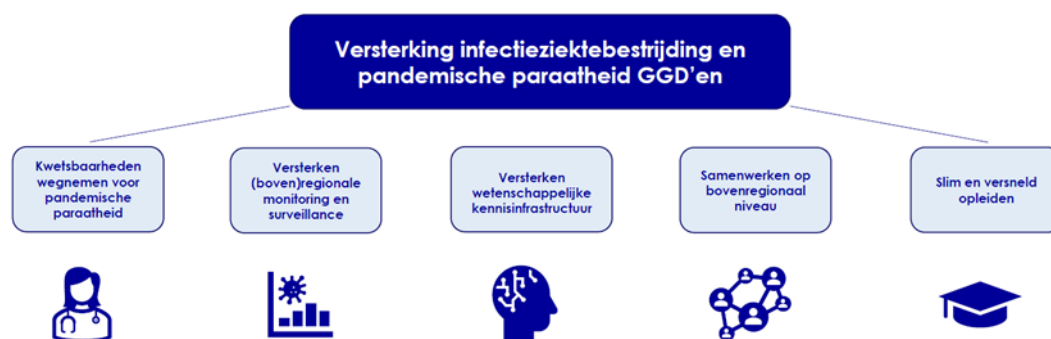 Versterking infectieziektebestrijding en
pandemische paraatheid GGD'en
Kwetsbaarheden
wegnemen voor
pandemische
paraatheid
Versterken
(boven)regionale
monitoring en
surveillance
Versterken
wetenschappelijke
kennisinfrastructuur
Samenwerken op
bovenregionaal
niveau
Slim en versneld
opleiden